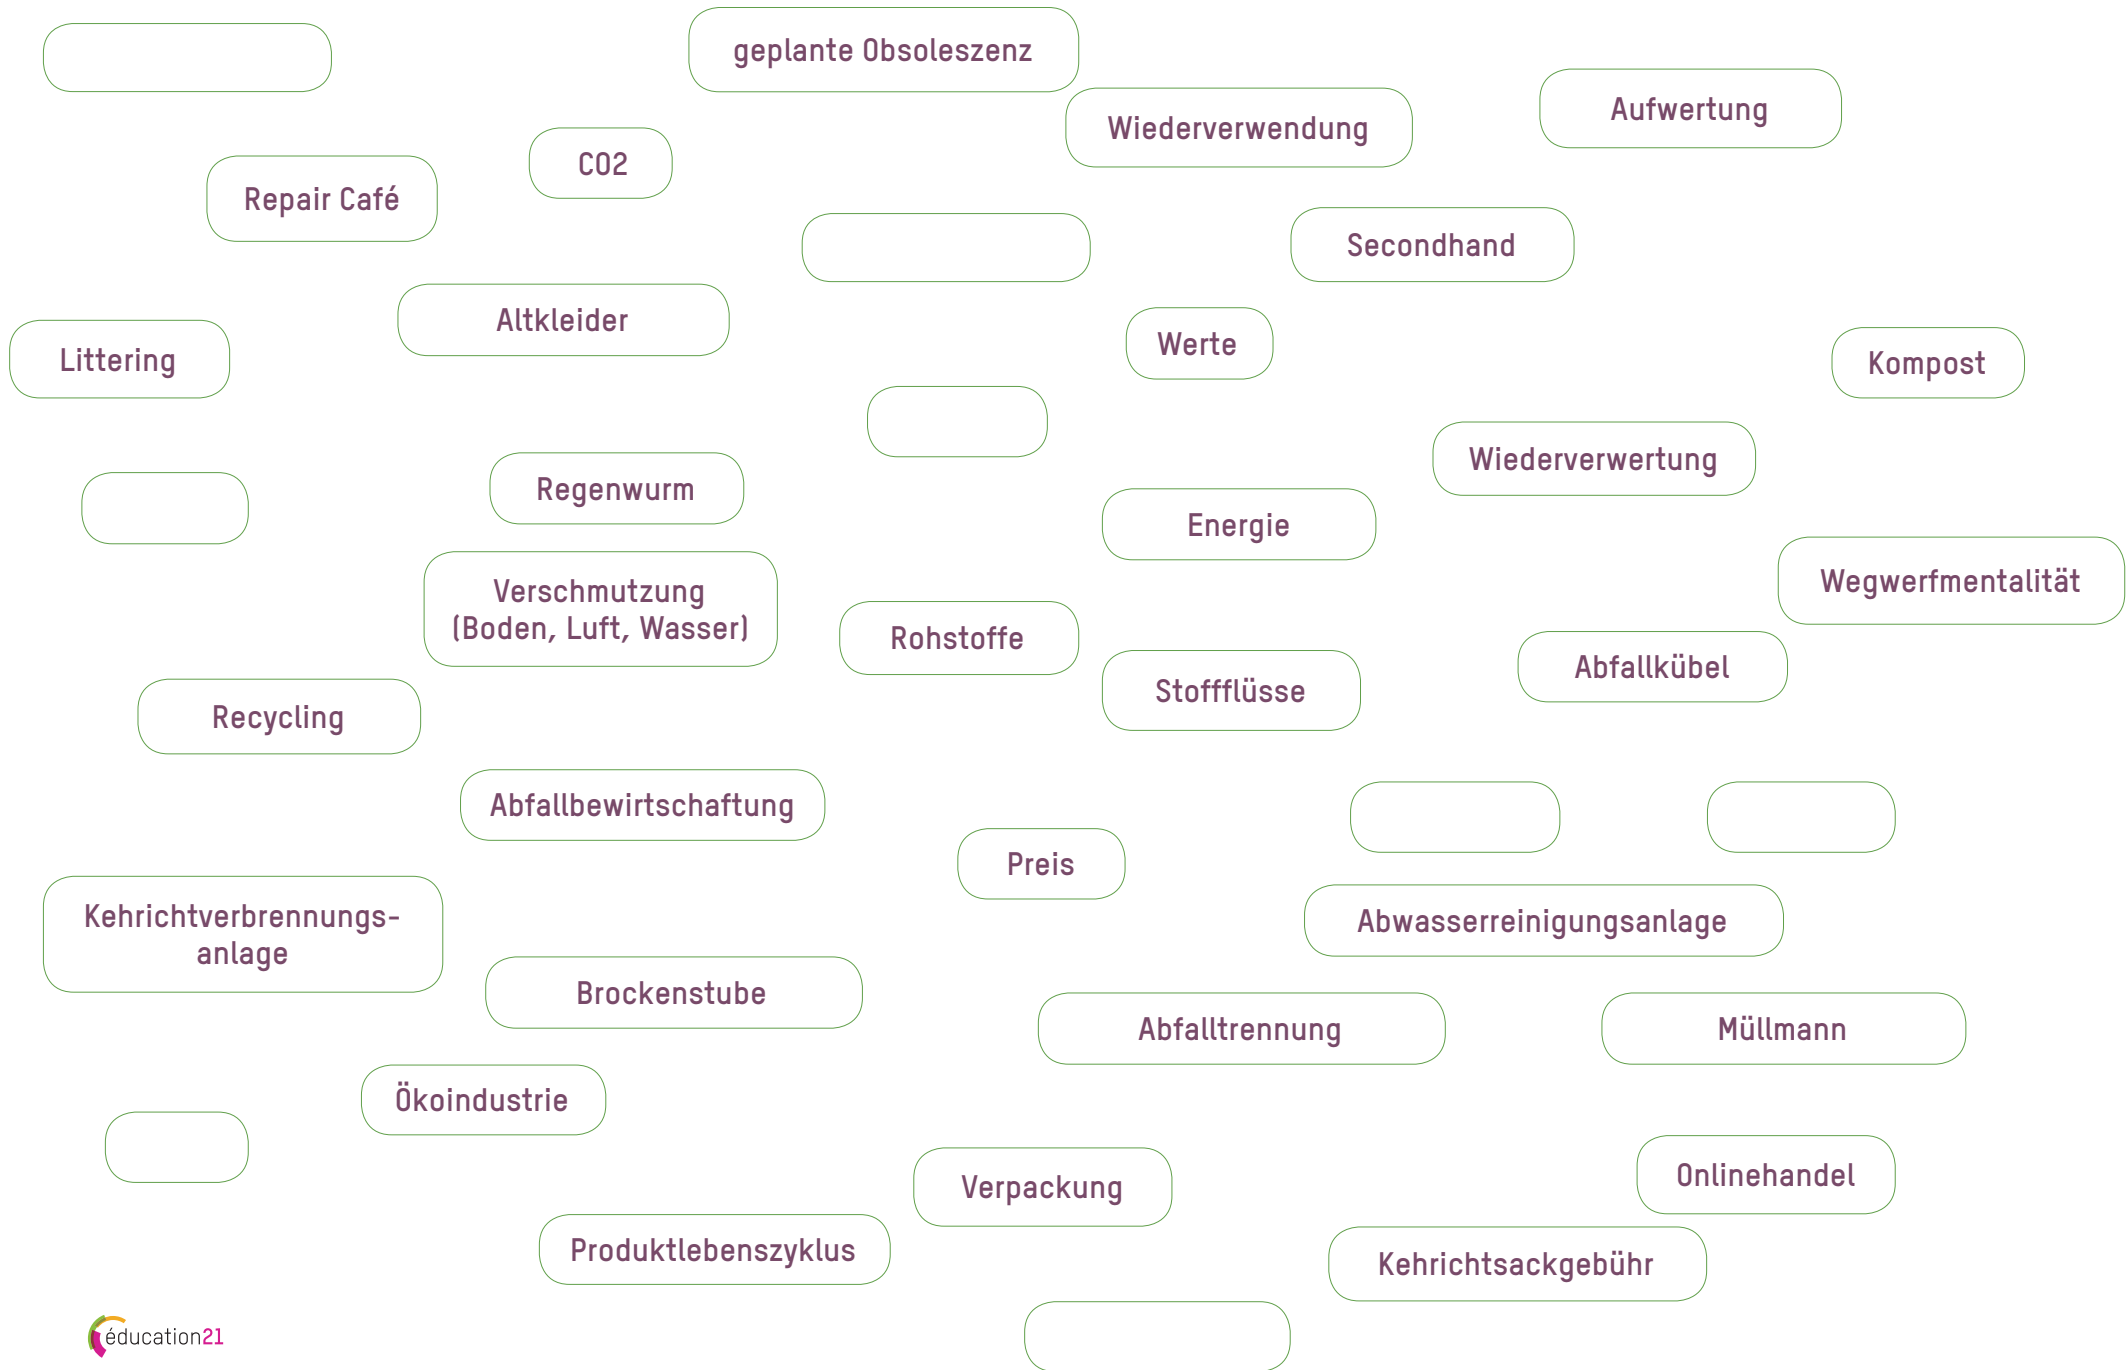 geplante Obsoleszenz
Aufwertung
Wiederverwendung
CO2
Repair Café
Secondhand
Altkleider
Werte
Littering
Kompost
Wiederverwertung
Regenwurm
Energie
Wegwerfmentalität
Verschmutzung
(Boden, Luft, Wasser)
Rohstoffe
Abfallkübel
Stoffflüsse
Recycling
Abfallbewirtschaftung
Preis
Kehrichtverbrennungs-
anlage
Abwasserreinigungsanlage
Brockenstube
Abfalltrennung
Müllmann
Ökoindustrie
Onlinehandel
Verpackung
Produktlebenszyklus
Kehrichtsackgebühr
éducation21